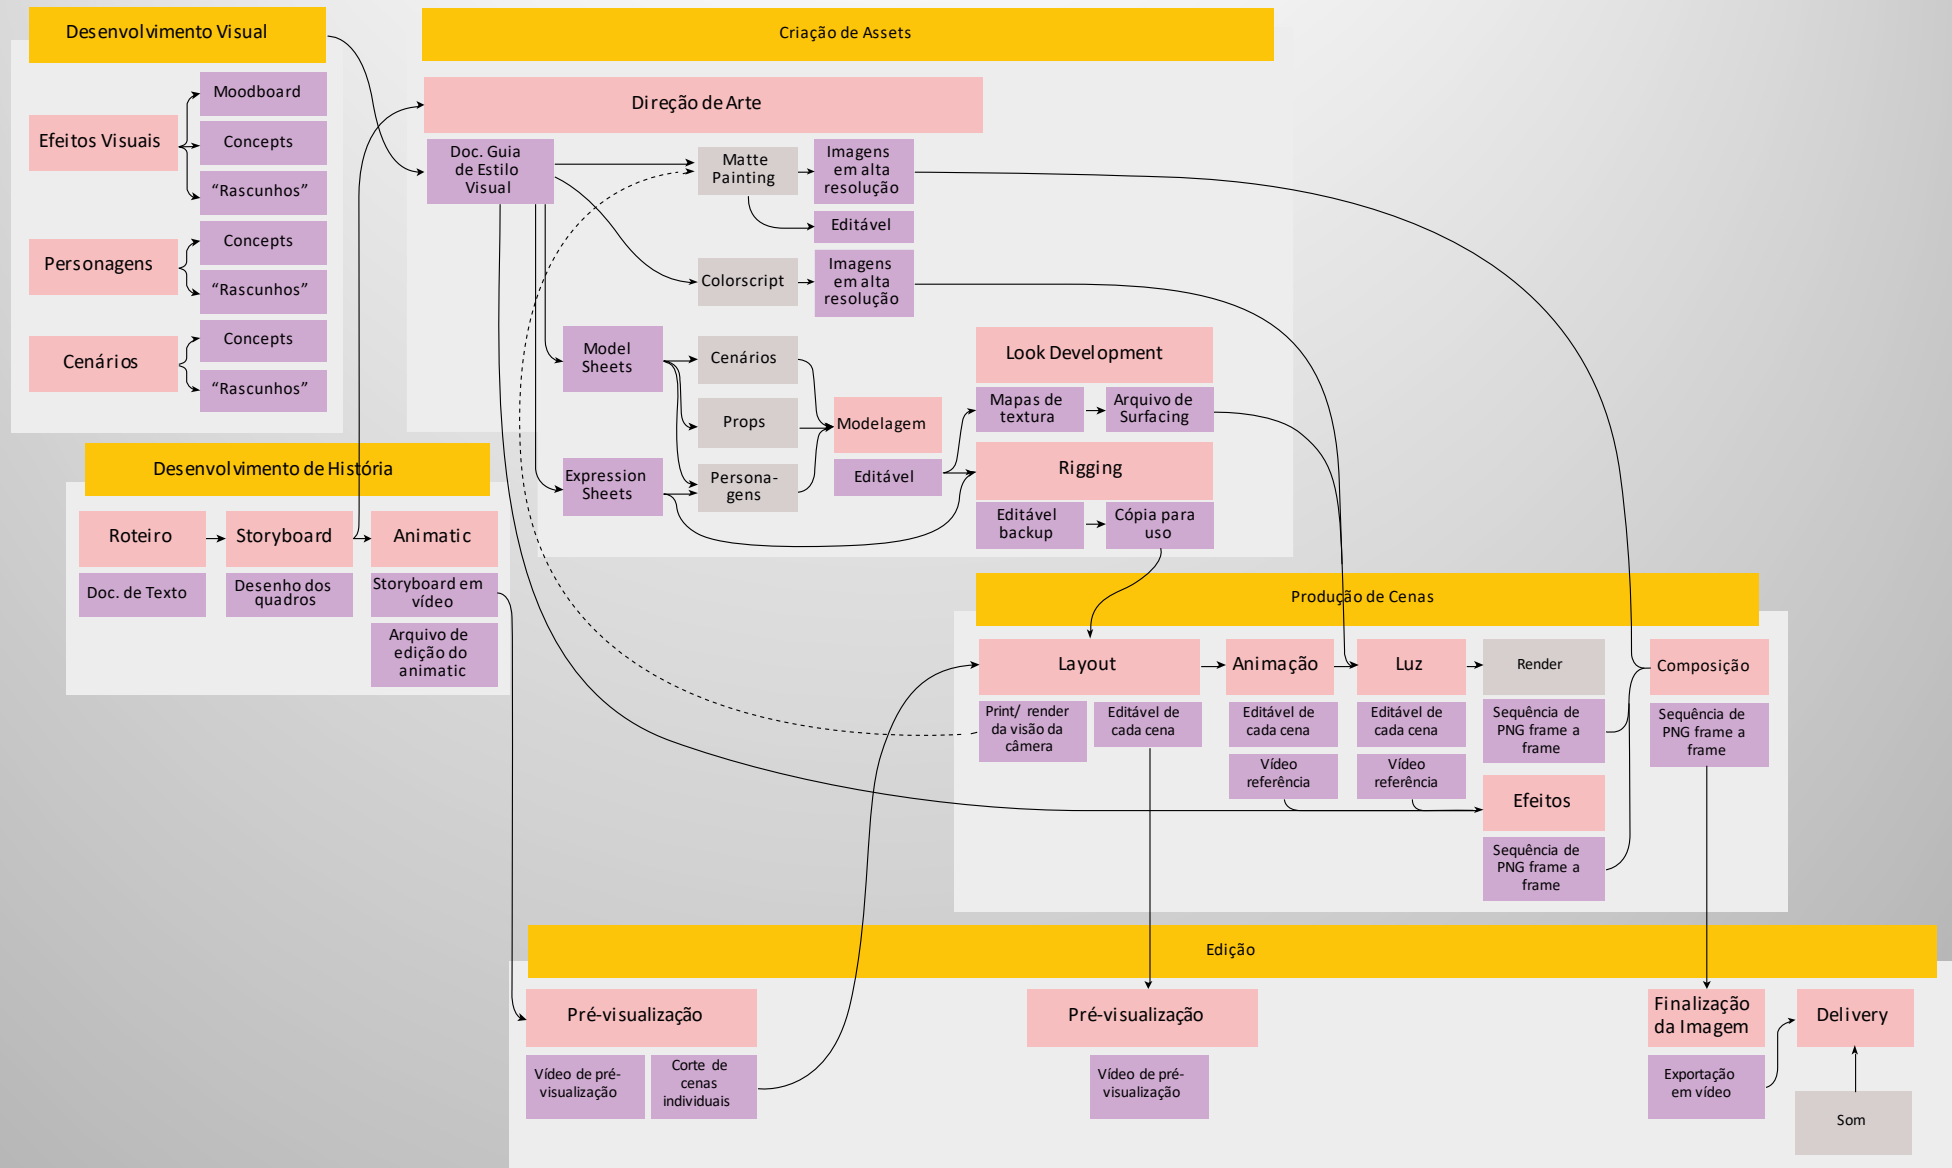 Desenvolvimento Visual
Efeitos Visuais
Moodboard
Concepts
“Rascunhos”
Personagens
Concepts
“Rascunhos”
Cenários
Concepts
“Rascunhos”
Desenvolvimento de História
Roteiro
Doc. de Texto
Storyboard
Desenho dos
quadros
Animatic
Storyboard em
vídeo
Arquivo de
edição do
animatic
Criação de Assets
Direção de Arte
Doc. Guia
de Estilo
Visual
Matte
Painting
Imagens
em alta
resolução
Editável
Colorscript
Imagens
em alta
resolução
Model
Sheets
Expression
Sheets
Cenários
Props
Persona-
gens
Modelagem
Editável
Look Development
Mapas de
textura
Arquivo de
Surfacing
Rigging
Editável
backup
Cópia para
uso
Produção de Cenas
Layout
Print/ render
da visão da
câmera
Editável de
cada cena
Animação
Editável de
cada cena
Vídeo
referência
Luz
Editável de
cada cena
Vídeo
referência
Render
Sequência de
PNG frame a
frame
Efeitos
Sequência de
PNG frame a
frame
Composição
Sequência de
PNG frame a
frame
Edição
Pré-visualização
Vídeo de pré-
visualização
Corte de
cenas
individuais
Pré-visualização
Vídeo de pré-
visualização
Finalização
da Imagem
Exportação
em vídeo
Delivery
Som